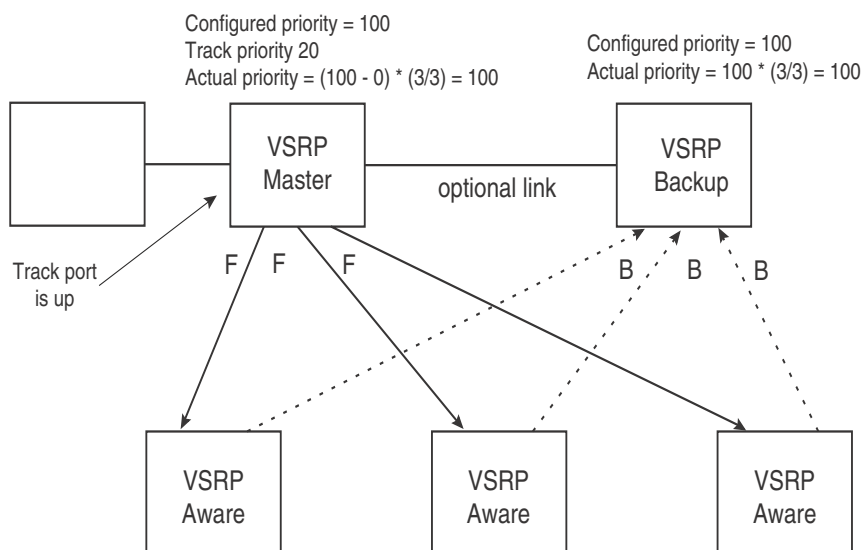 Configured priority = 100
Track priority 20
Actual priority = (100 - 0) * (3/3) = 100
Configured priority = 100
Actual priority = 100 * (3/3) = 100
VSRP
Master
optional link
VSRP
Backup
Track port
is up
F
F
F
B
B
B
VSRP
Aware
VSRP
Aware
VSRP
Aware